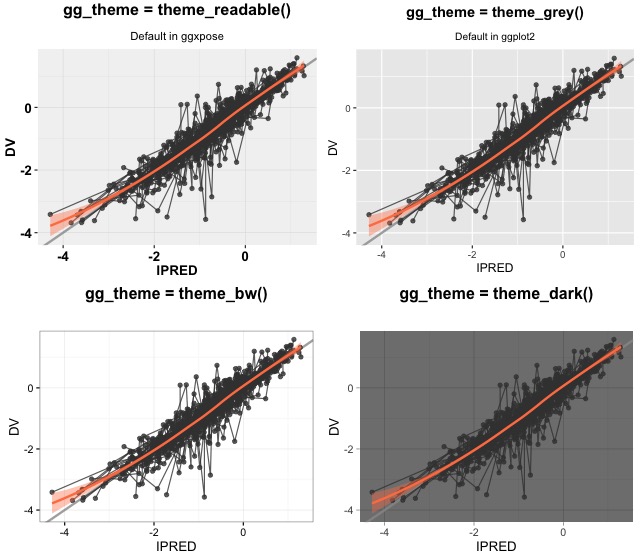 gg_theme = theme_readable()
Default in ggxpose
DV
0
-2
-4
-4
-2
0
IPRED
gg_theme = theme_grey()
Default in ggplot2
DV
0
-2
-4
-4
-2
0
IPRED
gg_theme = theme_bw()
DV
0
-2
-4
-4
-2
0
IPRED
gg_theme = theme_dark()
DV
0
-2
-4
-4
-2
0
IPRED